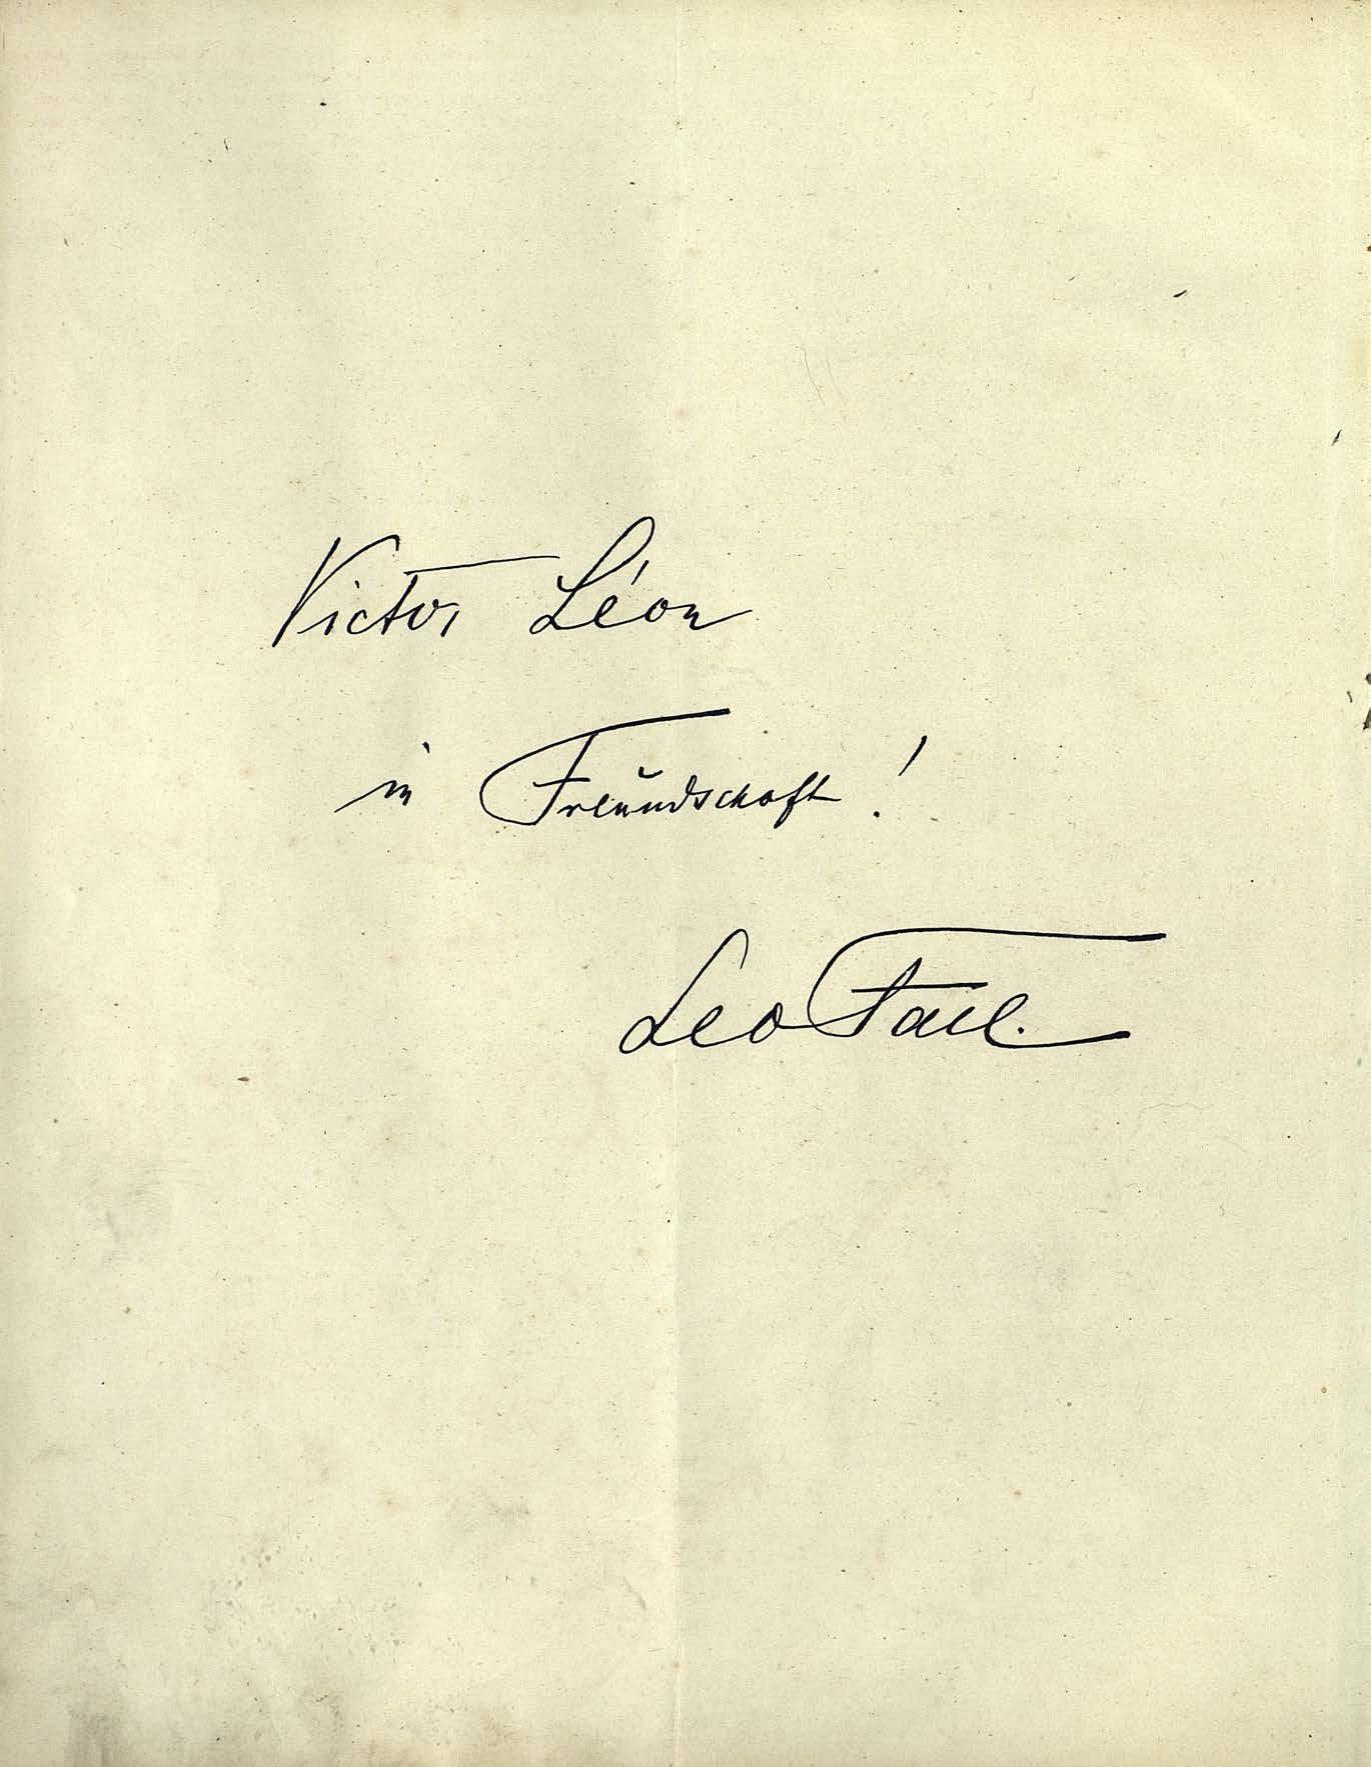 Victor Léon
in Freundschaft!
Leo Fall.